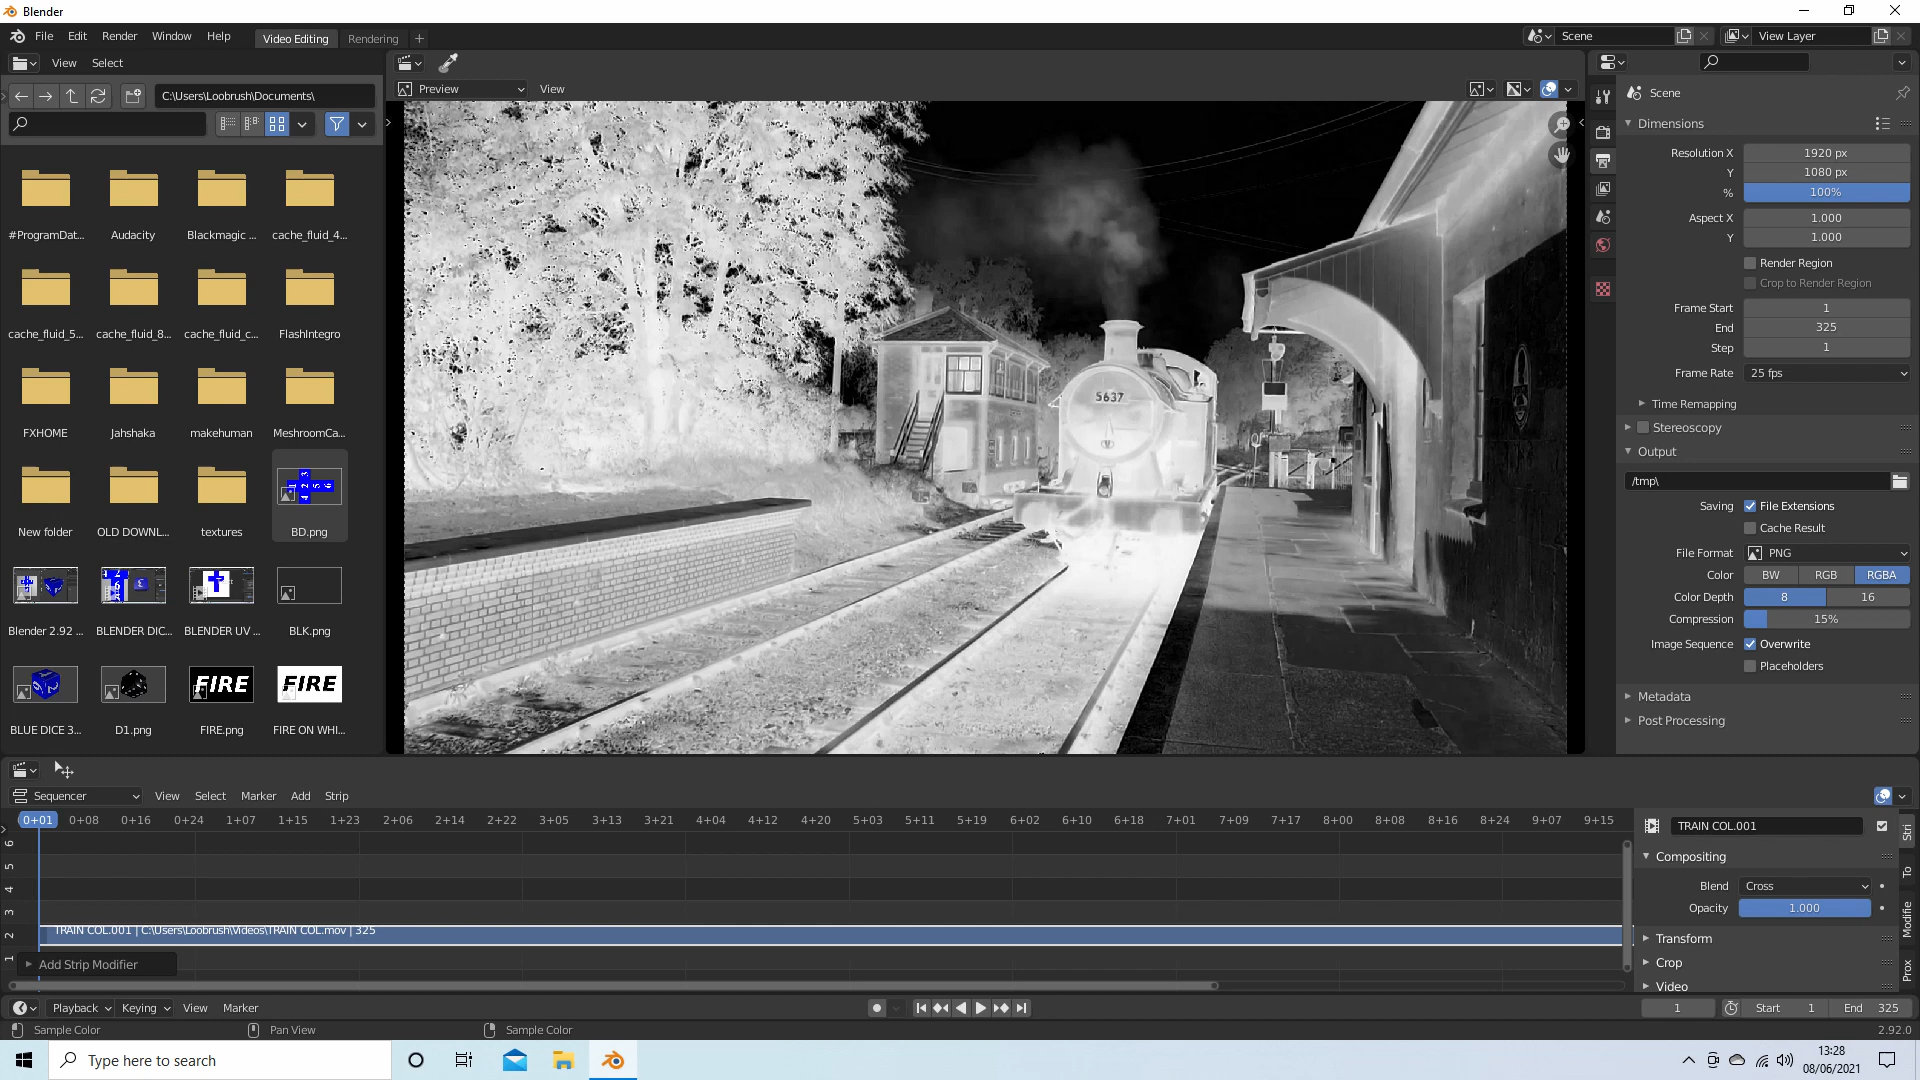 Blender
File Edit Render Window Help Video Editing Rendering + Scene View Layer
View Select
C:\Users\Loobrush\Documents\
Preview View
Scene
#ProgramDat... Audacity Blackmagic ... cache_fluid_4...
cache_fluid_5... cache_fluid_8... cache_fluid_c... FlashIntegro
FXHOME Jahshaka makehuman MeshroomCa...
New folder OLD DOWNL... textures BD.png
Blender 2.92 ... BLENDER DIC... BLENDER UV ... BLK.png
FIRE FIRE
BLUE DICE 3... D1.png FIRE.png FIRE ON WHI...
5637
Dimensions
Resolution X 1920 px
Y 1080 px
% 100%
Aspect X 1.000
Y 1.000
Render Region
Crop to Render Region
Frame Start 1
End 325
Step 1
Frame Rate 25 fps
Time Remapping
Stereoscopy
Output
/tmp\
Saving File Extensions
Cache Result
File Format PNG
Color BW RGB RGBA
Color Depth 8 16
Compression 15%
Image Sequence Overwrite
Placeholders
Metadata
Post Processing
Sequencer View Select Marker Add Strip
0+01 0+08 0+16 0+24 1+07 1+15 1+23 2+06 2+14 2+22 3+05 3+13 3+21 4+04 4+12 4+20 5+03 5+11 5+19 6+02 6+10 6+18 7+01 7+09 7+17 8+00 8+08 8+16 8+24 9+07 9+15
6
5
4
3
2
1
TRAIN COL.001 | C:\Users\Loobrush\Videos\TRAIN COL.mov | 325
Add Strip Modifier
TRAIN COL.001
Compositing
Blend Cross
Opacity 1.000
Transform
Crop
Video
Stri
To
Modifie
Prox
Playback Keying View Marker 1 Start 1 End 325
Sample Color Pan View Sample Color 2.92.0
Type here to search
13:28
08/06/2021